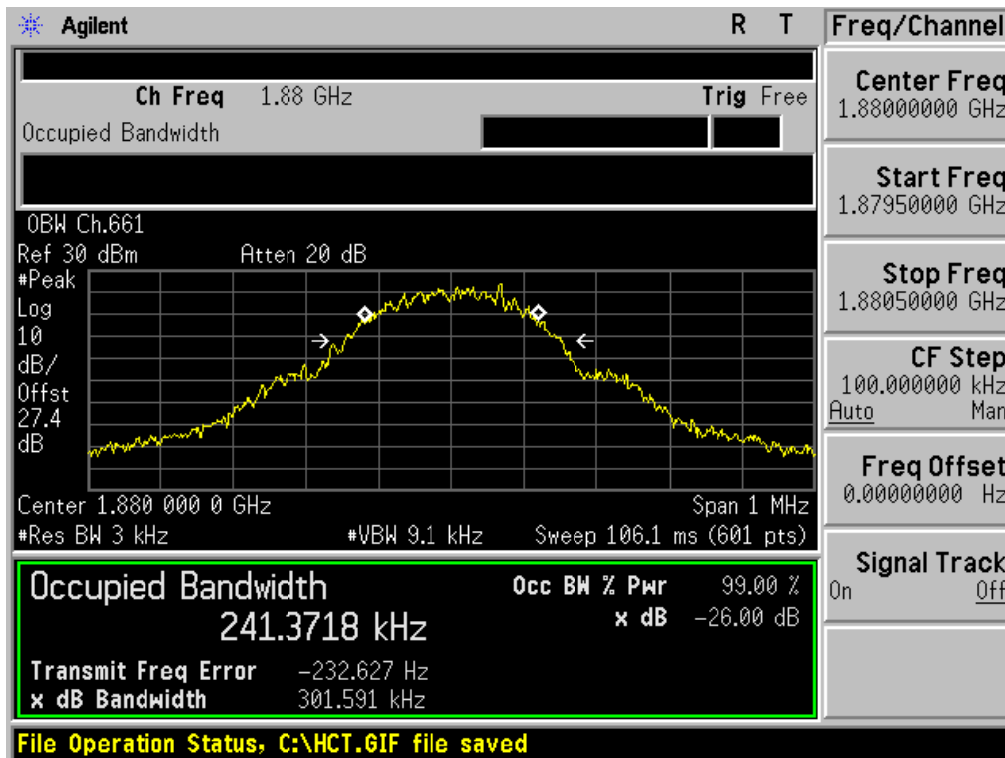 Agilent R T
Ch Freq 1.88 GHz Trig Free
Occupied Bandwidth
OBW Ch.661
Ref 30 dBm Atten 20 dB
#Peak
Log
10
dB/
Offst
27.4
dB
Center 1.880 000 0 GHz Span 1 MHz
#Res BW 3 kHz #VBW 9.1 kHz Sweep 106.1 ms (601 pts)
Occupied Bandwidth
241.3718 kHz
Occ BW % Pwr 99.00 %
x dB -26.00 dB
Transmit Freq Error -232.627 Hz
x dB Bandwidth 301.591 kHz
File Operation Status, C:\HCT.GIF file saved
Freq/Channel
Center Freq
1.88000000 GHz
Start Freq
1.87950000 GHz
Stop Freq
1.88050000 GHz
CF Step
100.000000 kHz
Auto Man
Freq Offset
0.00000000 Hz
Signal Track
On Off